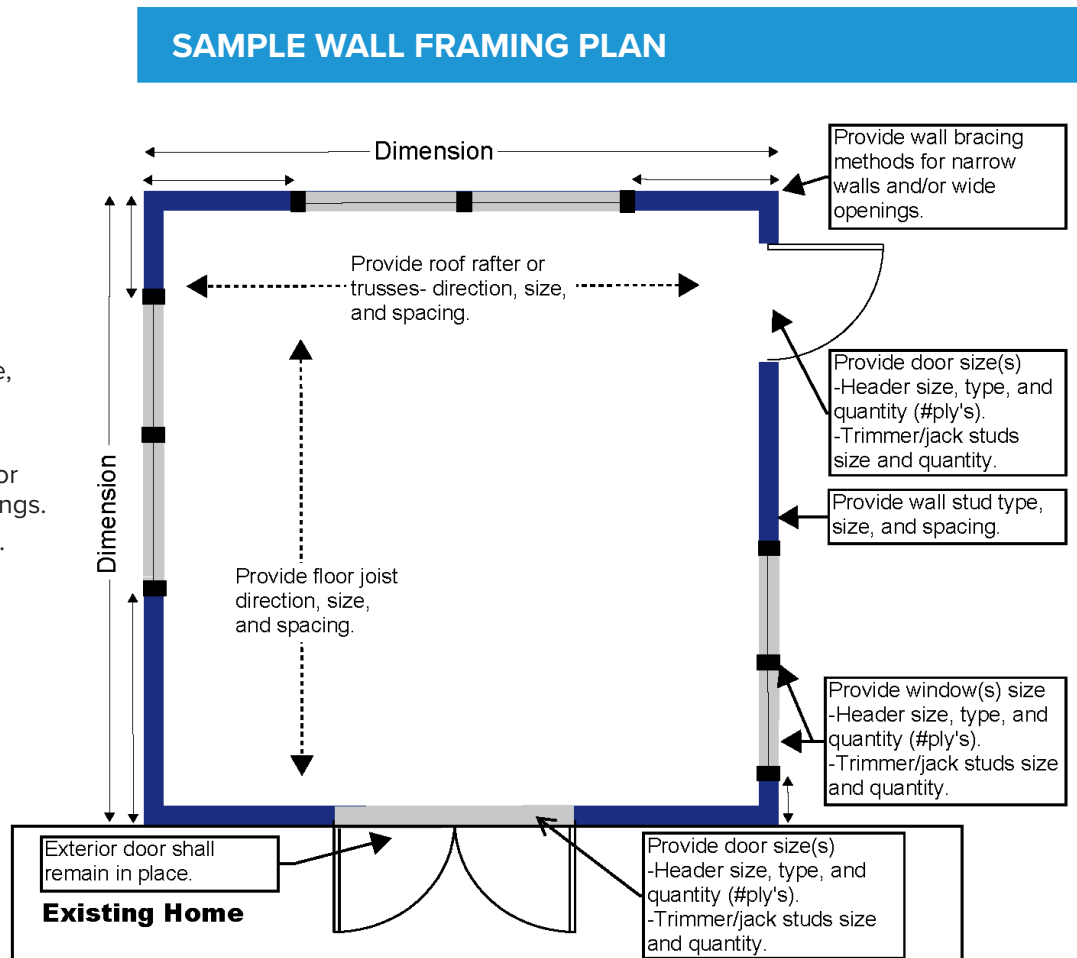 SAMPLE WALL FRAMING PLAN
Dimension
Provide wall bracing
methods for narrow
walls and/or wide
openings.
Provide roof rafter or
trusses- direction, size,
and spacing.
e,
or
ngs.
.
Dimension
Provide door size(s)
-Header size, type, and
quantity (#ply's).
-Trimmer/jack studs
size and quantity.
Provide wall stud type,
size, and spacing.
Provide floor joist
direction, size,
and spacing.
Provide window(s) size
-Header size, type, and
quantity (#ply's).
-Trimmer/jack studs size
and quantity.
Exterior door shall
remain in place.
Existing Home
Provide door size(s)
-Header size, type, and
quantity (#ply's).
-Trimmer/jack studs size
and quantity.